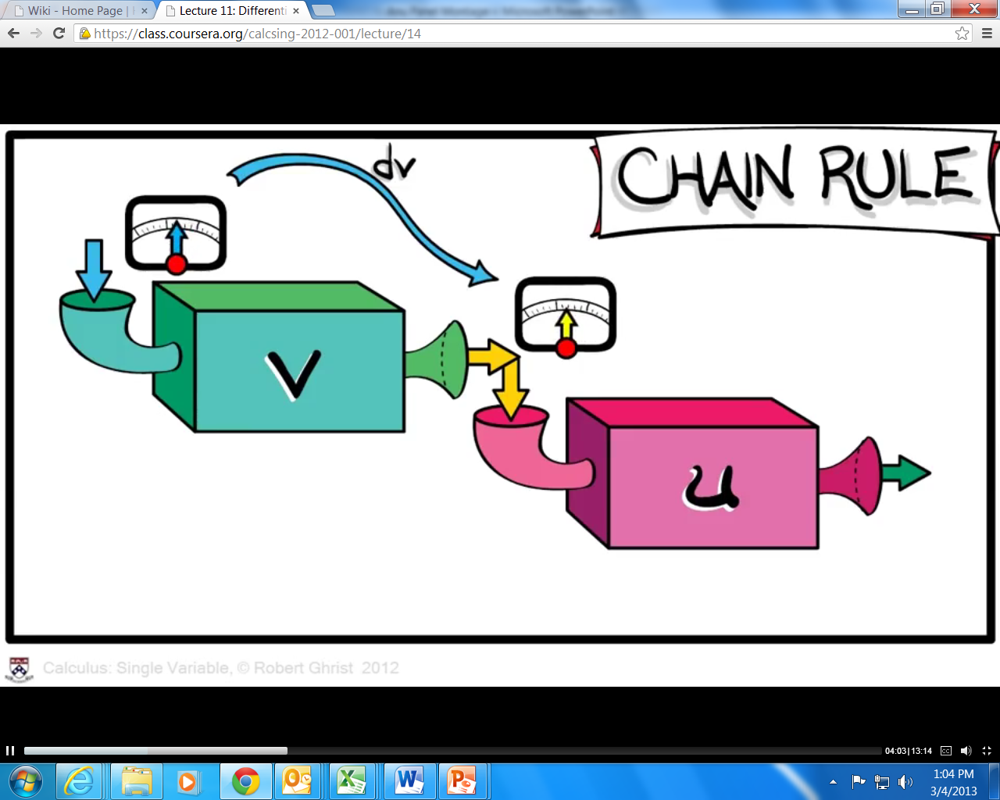 Wiki - Home Page |
Lecture 11: Differenti
https://class.coursera.org/calcsing-2012-001/lecture/14
CHAIN RULE
dv
v
u
Calculus: Single Variable, © Robert Ghrist 2012
04:03|13:14
CC
1:04 PM
3/4/2013